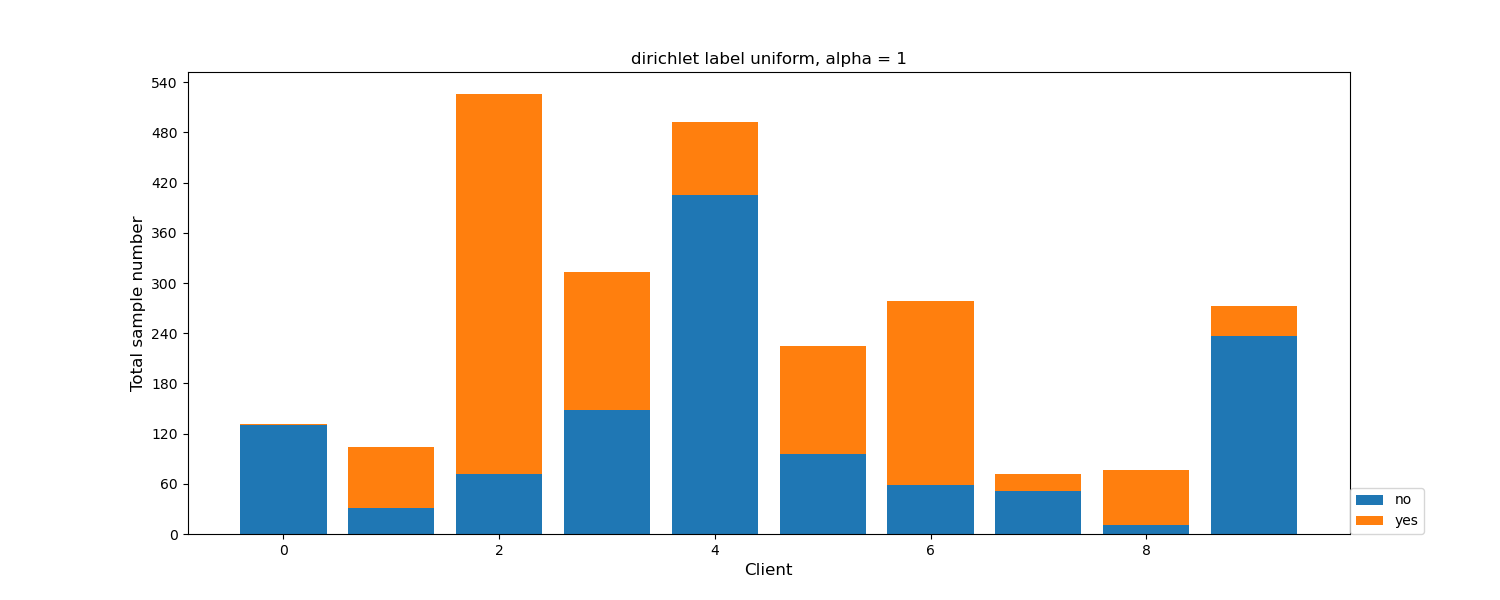 dirichlet label uniform, alpha = 1
540
480
420
360
300
240
180
120
60
0
Total sample number
0 2 4 6 8
Client
no
yes